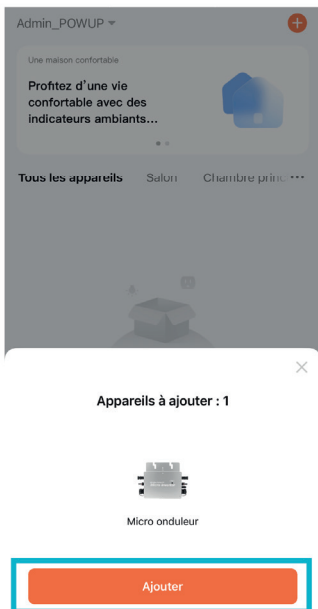 Admin_POWUP
Une maison confortable
Profitez d'une vie
confortable avec des
indicateurs ambiants...
Tous les appareils Salon Chambre princ ...
Appareils à ajouter : 1
Micro onduleur
Ajouter